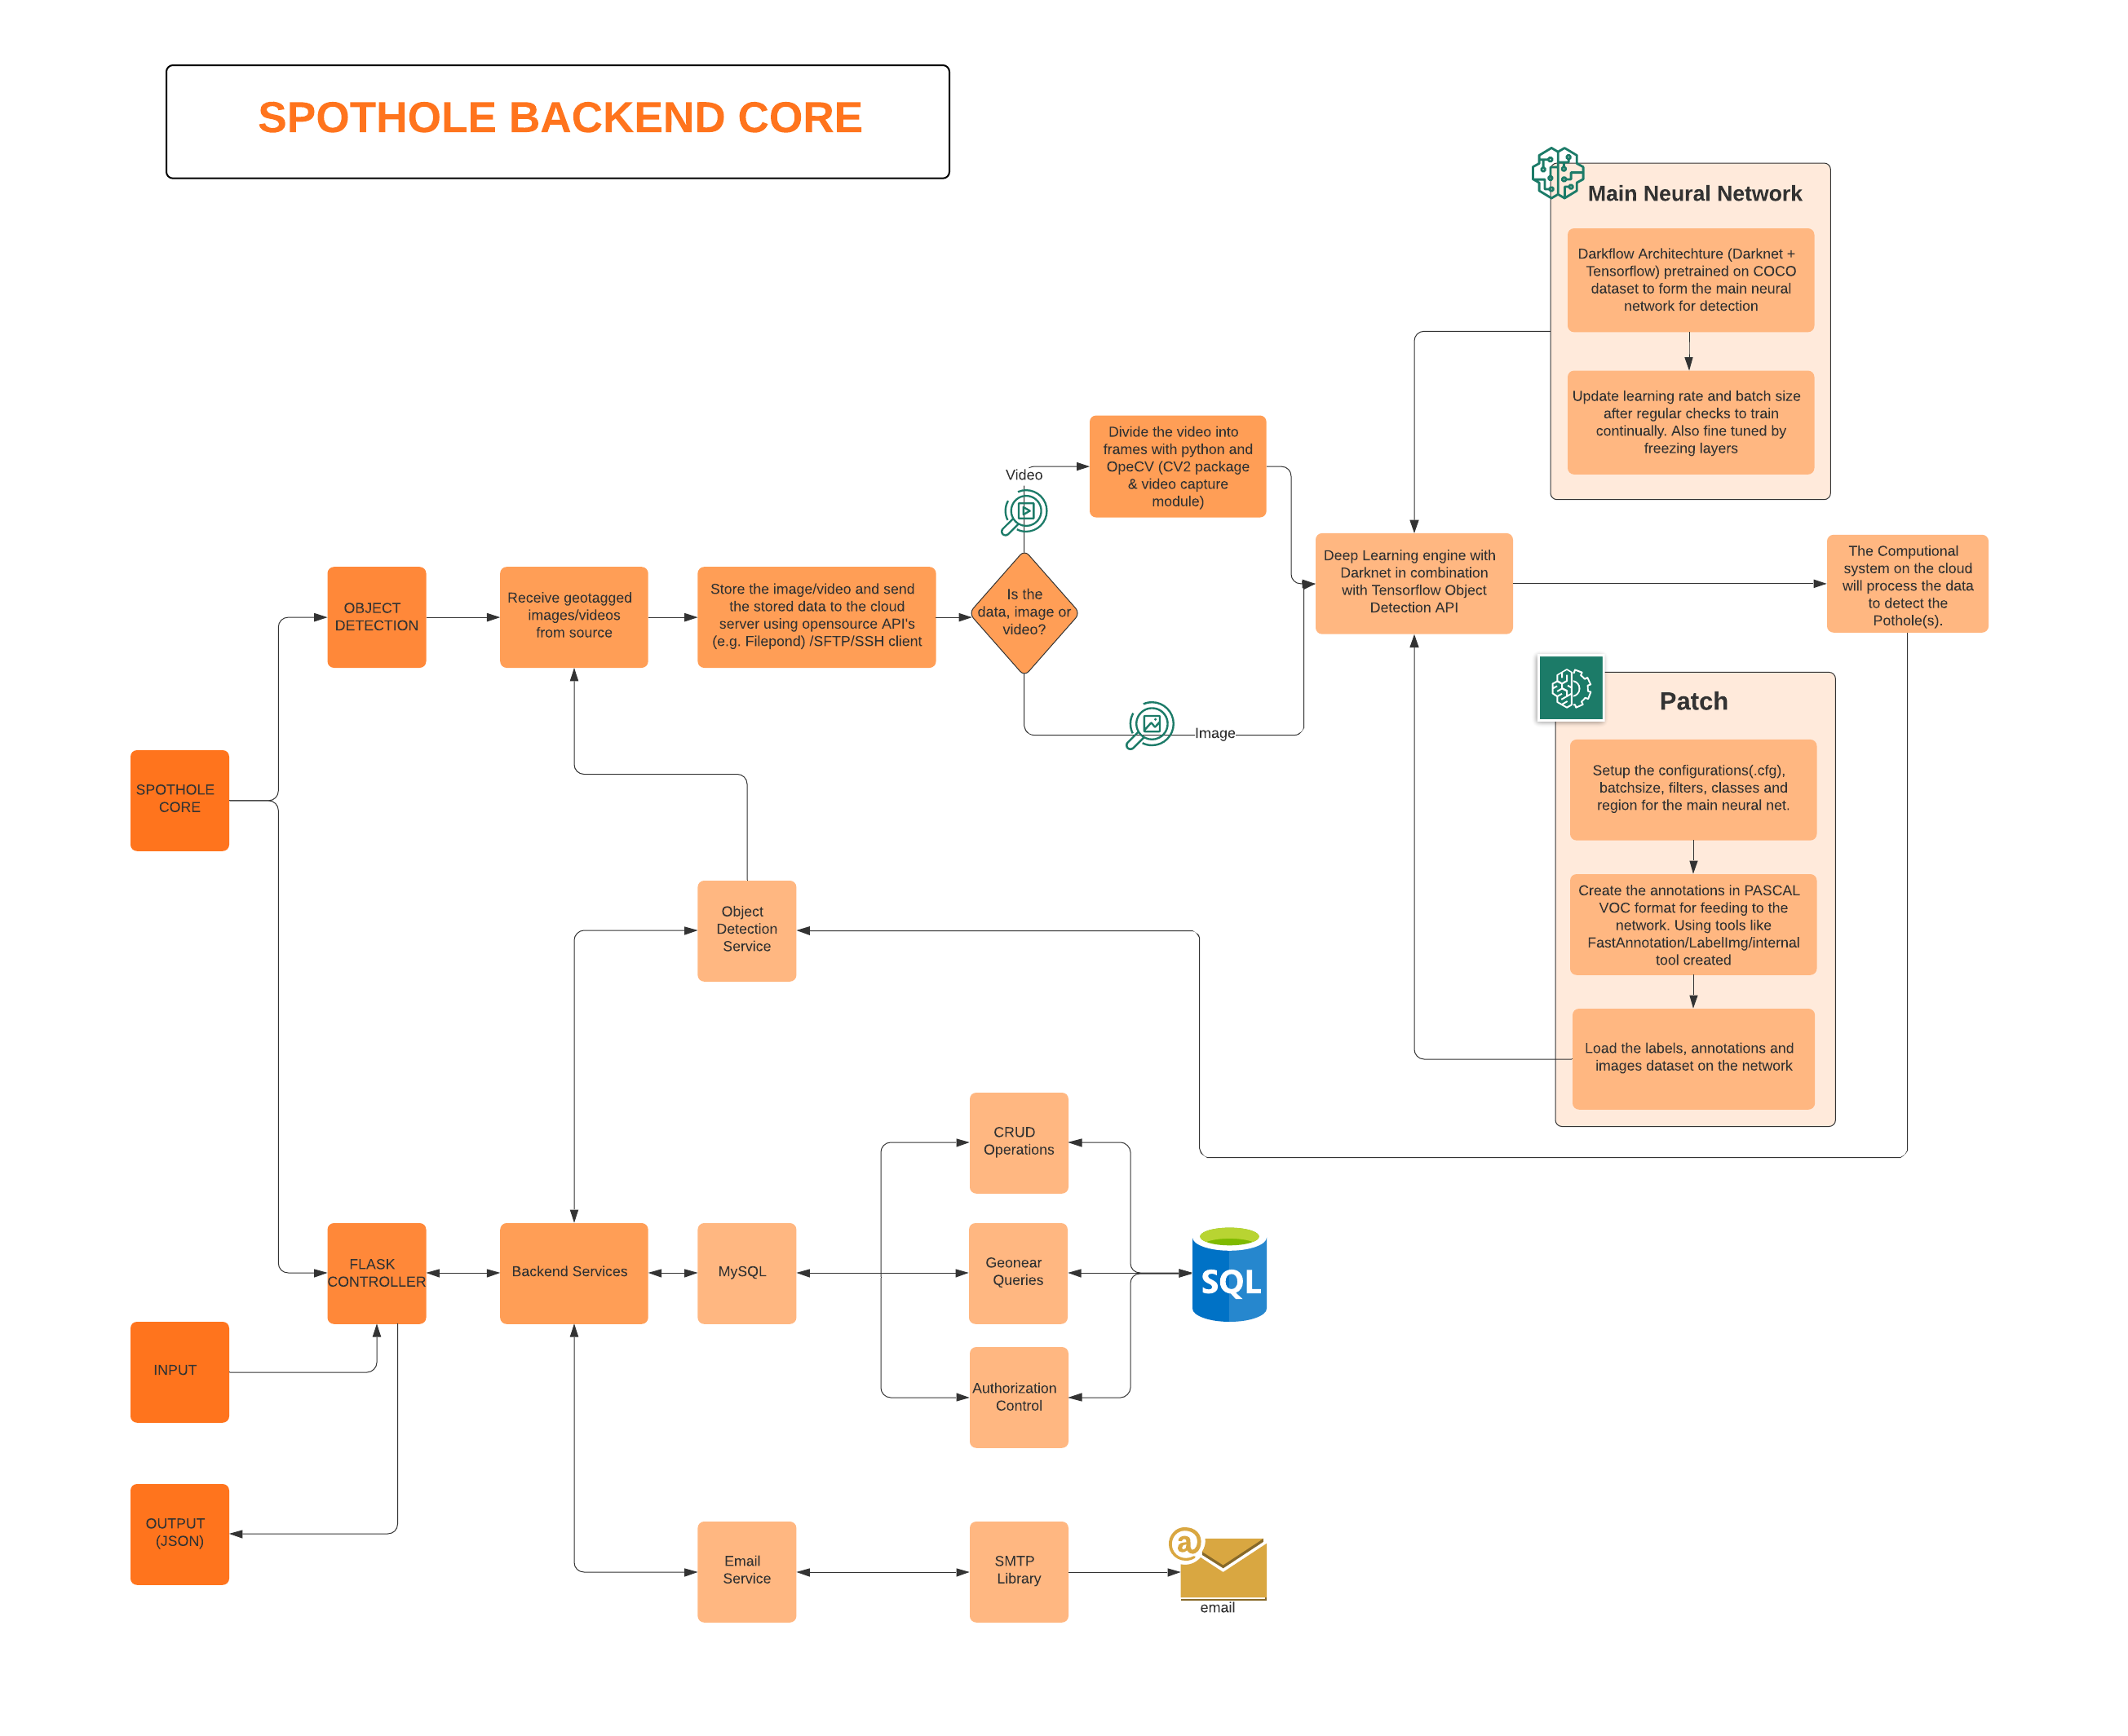 SPOTHOLE BACKEND CORE
Main Neural Network
Darkflow Architechture (Darknet +
Tensorflow) pretrained on COCO
dataset to form the main neural
network for detection
Update learning rate and batch size
after regular checks to train
continually. Also fine tuned by
freezing layers
Video
Divide the video into
frames with python and
OpeCV (CV2 package
& video capture
module)
OBJECT
DETECTION
Receive geotagged
images/videos
from source
Store the image/video and send
the stored data to the cloud
server using opensource API's
(e.g. Filepond) /SFTP/SSH client
Is the
data, image or
video?
Deep Learning engine with
Darknet in combination
with Tensorflow Object
Detection API
The Computional
system on the cloud
will process the data
to detect the
Pothole(s).
Image
Patch
Setup the configurations(.cfg),
batchsize, filters, classes and
region for the main neural net.
Create the annotations in PASCAL
VOC format for feeding to the
network. Using tools like
FastAnnotation/LabelImg/internal
tool created
Load the labels, annotations and
images dataset on the network
SPOTHOLE
CORE
Object
Detection
Service
CRUD
Operations
FLASK
CONTROLLER
Backend Services
MySQL
Geonear
Queries
SQL
Authorization
Control
INPUT
OUTPUT
(JSON)
Email
Service
SMTP
Library
@
email